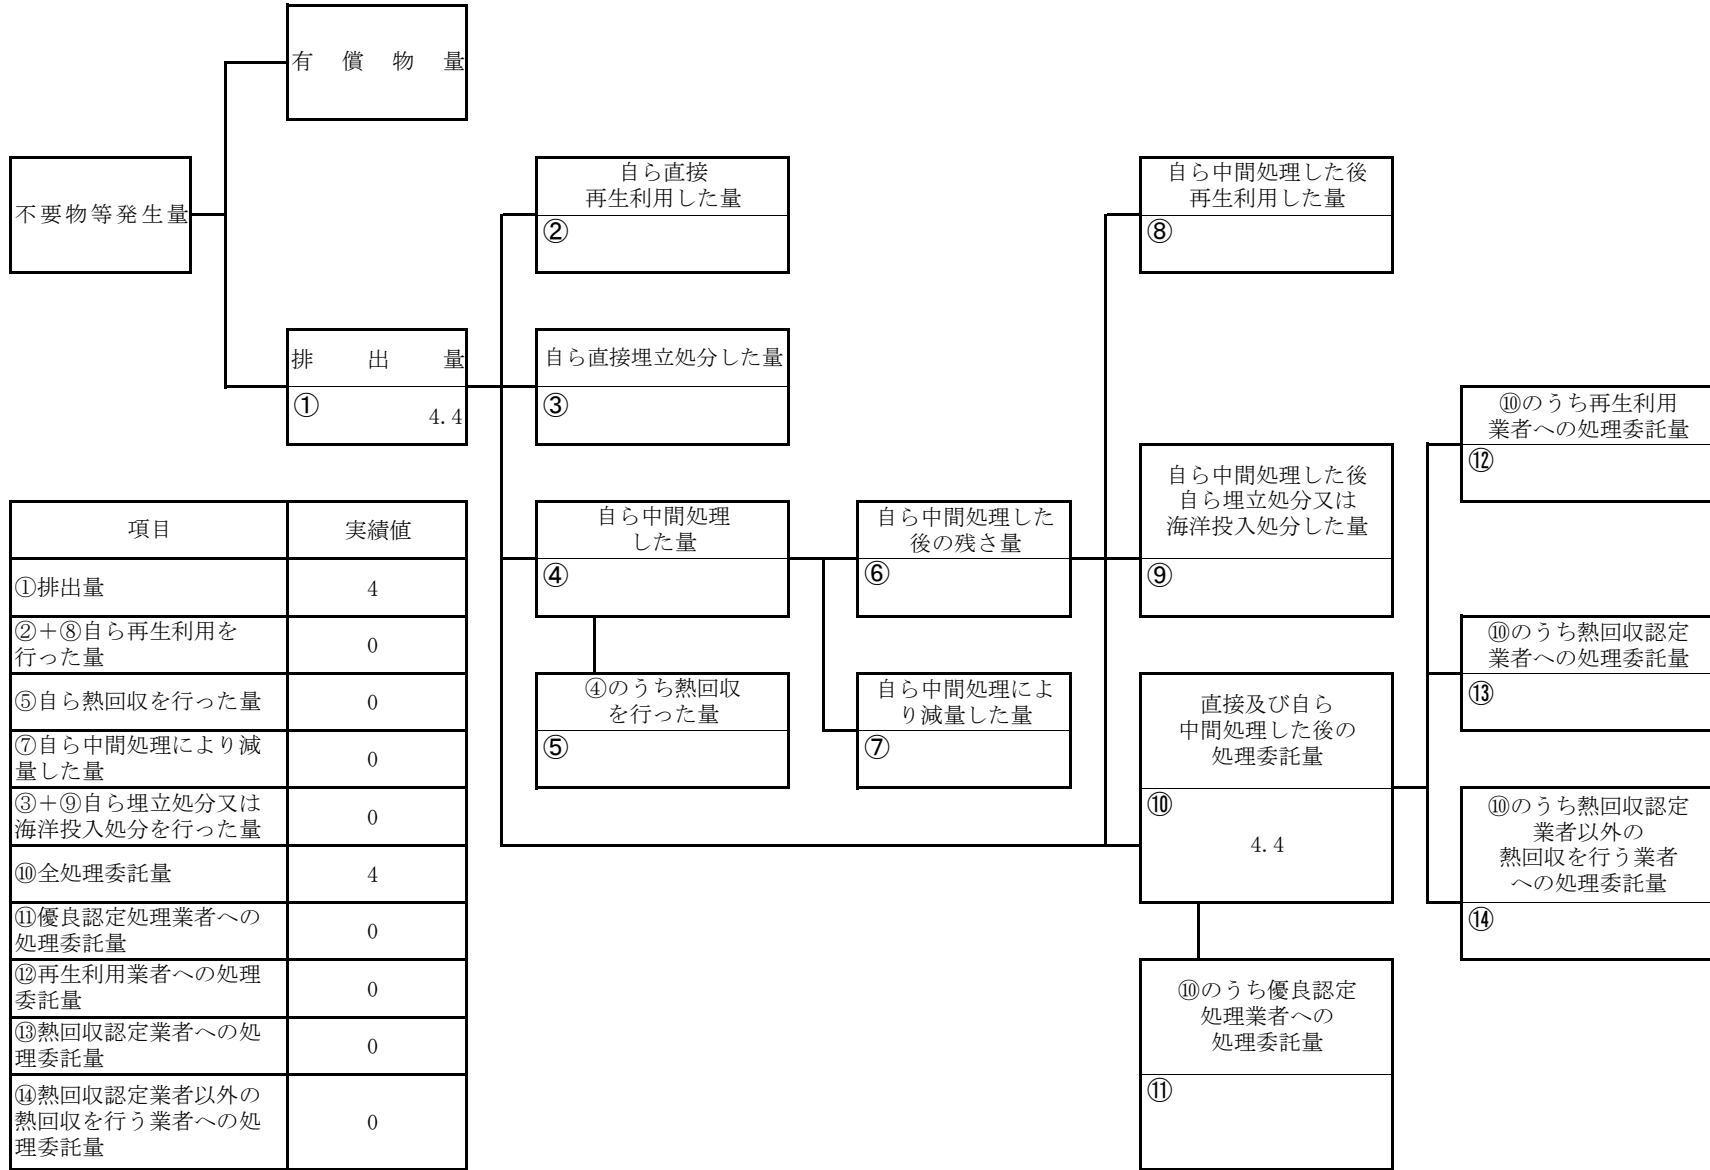 有償物量
不要物等発生量
排出量
①
4.4
自ら直接
再生利用した量
②
自ら直接埋立処分した量
③
自ら中間処理
した量
④
④のうち熱回収
を行った量
⑤
自ら中間処理した
後の残さ量
⑥
自ら中間処理によ
り減量した量
⑦
自ら中間処理した後
再生利用した量
⑧
自ら中間処理した後
自ら埋立処分又は
海洋投入処分した量
⑨
直接及び自ら
中間処理した後の
処理委託量
⑩
4.4
⑩のうち優良認定
処理業者への
処理委託量
⑪
⑩のうち再生利用
業者への処理委託量
⑫
⑩のうち熱回収認定
業者への処理委託量
⑬
⑩のうち熱回収認定
業者以外の
熱回収を行う業者
への処理委託量
⑭
項目 実績値
①排出量 4
②＋⑧自ら再生利用を
行った量 0
⑤自ら熱回収を行った量 0
⑦自ら中間処理により減
量した量 0
③＋⑨自ら埋立処分又は
海洋投入処分を行った量 0
⑩全処理委託量 4
⑪優良認定処理業者への
処理委託量 0
⑫再生利用業者への処理
委託量 0
⑬熱回収認定業者への処
理委託量 0
⑭熱回収認定業者以外の
熱回収を行う業者への処
理委託量 0